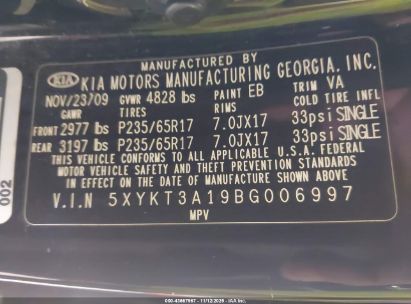 MANUFACTURED BY
KIA KIA MOTORS MANUFACTURING GEORGIA, INC.
NOV/23/09 GVWR 4828 lbs PAINT EB TRIM VA
GAWR TIRES RIMS COLD TIRE INFL
FRONT 2977 lbs P235/65R17 7.0JX17 33psi SINGLE
REAR 3197 lbs P235/65R17 7.0JX17 33psi SINGLE
THIS VEHICLE CONFORMS TO ALL APPLICABLE U.S.A. FEDERAL
MOTOR VEHICLE SAFETY AND THEFT PREVENTION STANDARDS
IN EFFECT ON THE DATE OF MANUFACTURE SHOWN ABOVE
V.I.N 5XYKT3A19BG006997
MPV
002